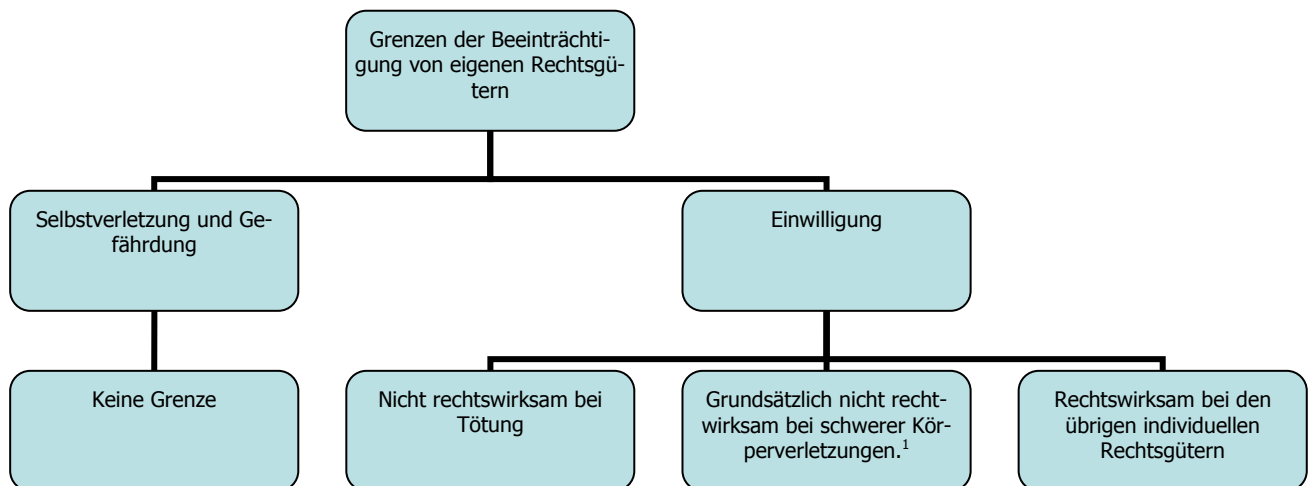 Grenzen der Beeinträchti-
gung von eigenen Rechtsgü-
tern
Selbstverletzung und Ge-
fährdung
Einwilligung
Keine Grenze
Nicht rechtswirksam bei
Tötung
Grundsätzlich nicht recht-
wirksam bei schwerer Kör-
perverletzungen.¹
Rechtswirksam bei den
übrigen individuellen
Rechtsgütern